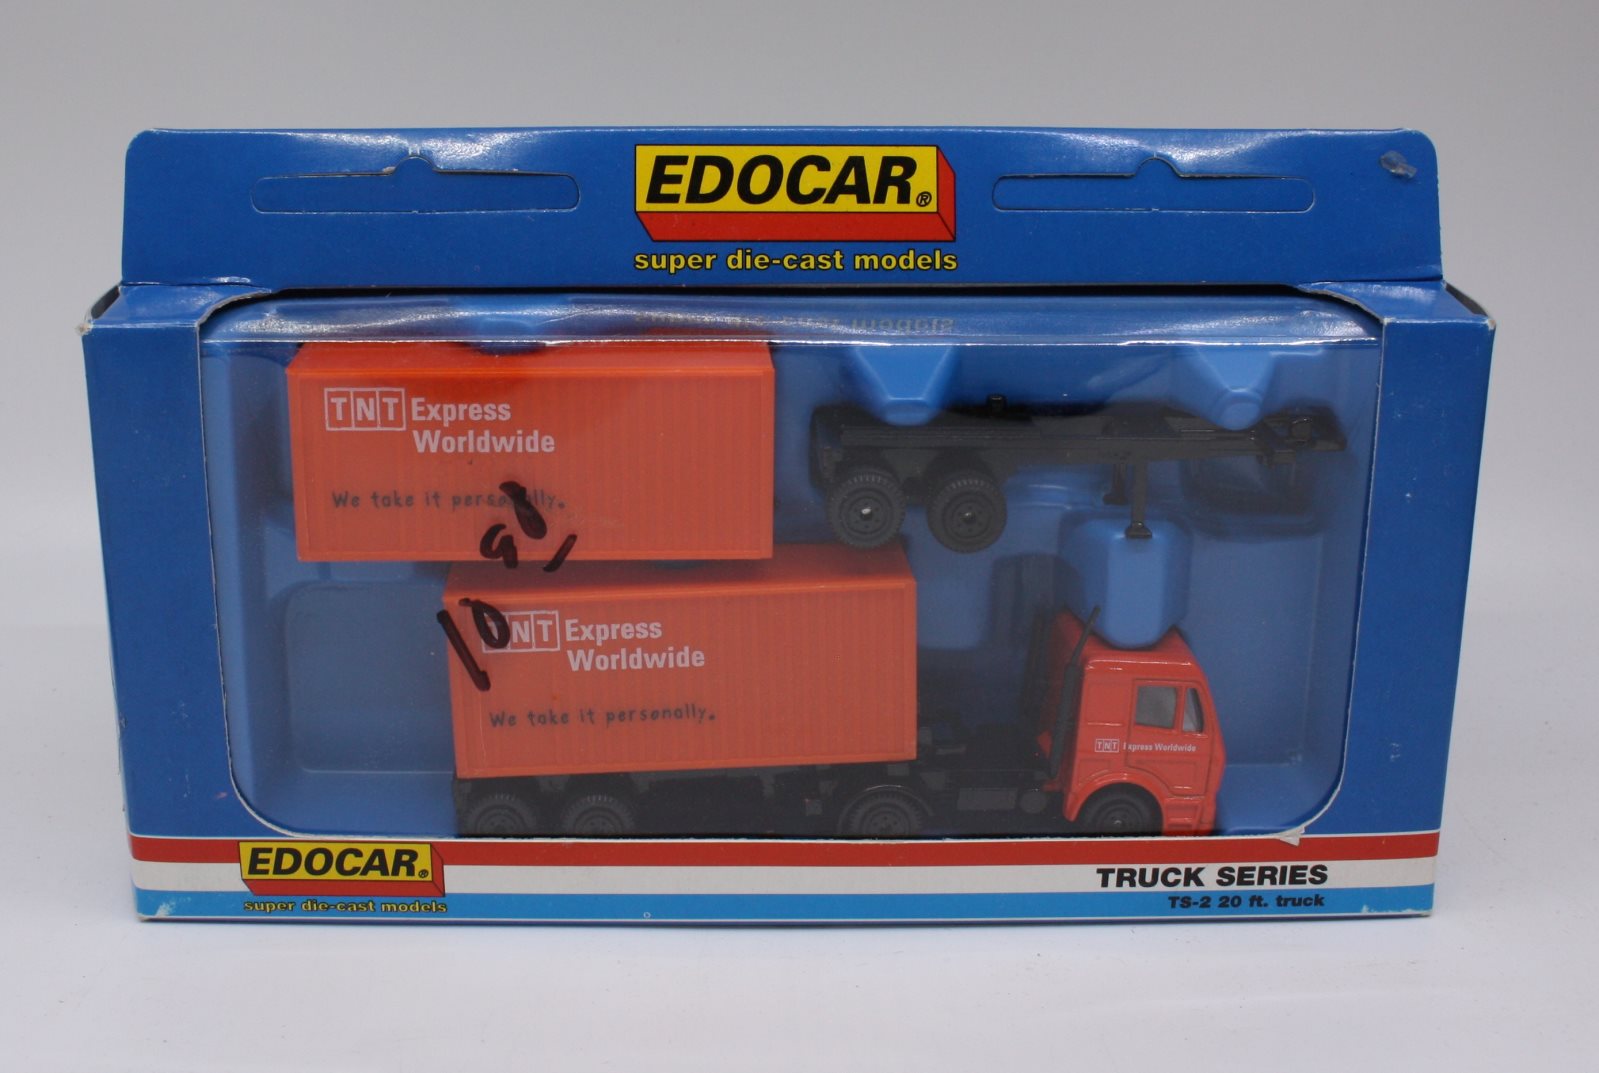 EDOCAR®
super die-cast models
TNT Express
Worldwide
We take it personally.
TNT Express
Worldwide
We take it personally.
TNT Express Worldwide
EDOCAR®
super die-cast models
TRUCK SERIES
TS-2 20 ft. truck